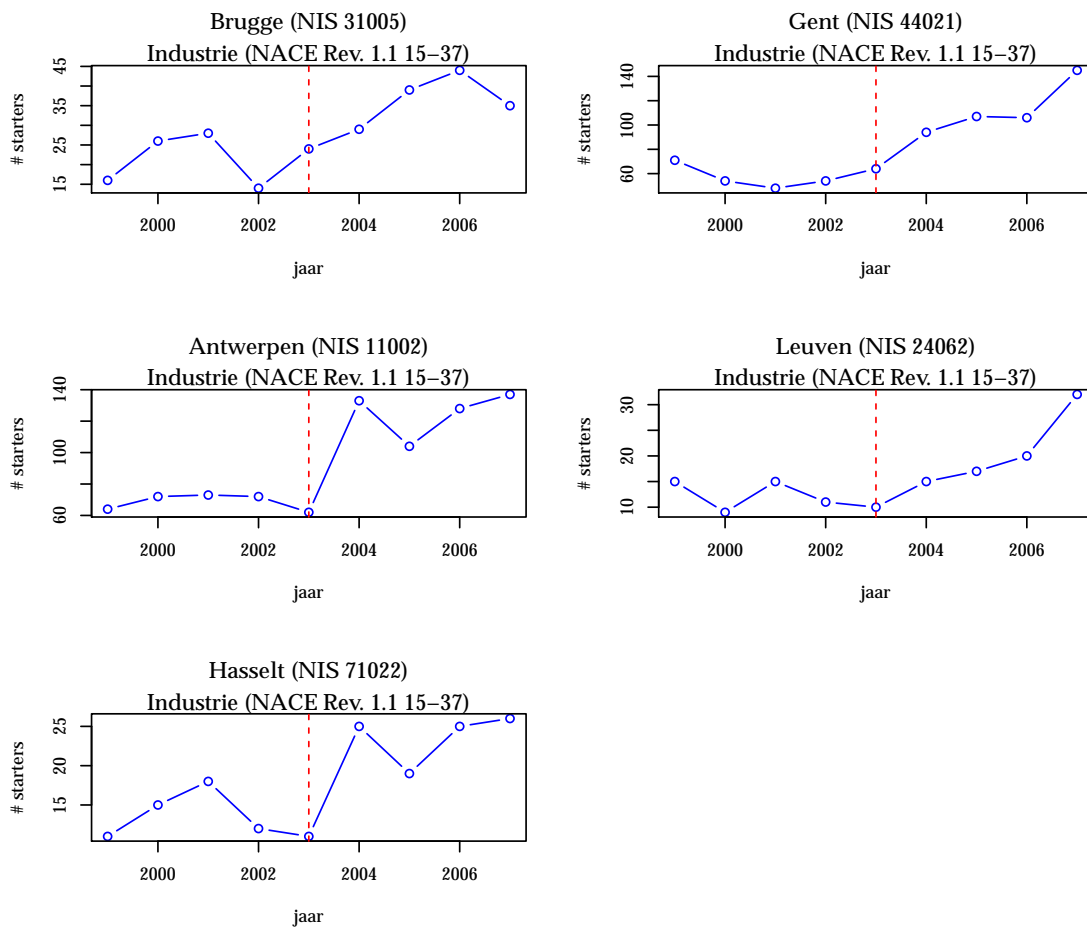 Brugge (NIS 31005)
Industrie (NACE Rev. 1.1 15−37)
# starters
15
25
35
45
2000
2002
2004
2006
jaar
Gent (NIS 44021)
Industrie (NACE Rev. 1.1 15−37)
# starters
60
100
140
2000
2002
2004
2006
jaar
Antwerpen (NIS 11002)
Industrie (NACE Rev. 1.1 15−37)
# starters
60
100
140
2000
2002
2004
2006
jaar
Leuven (NIS 24062)
Industrie (NACE Rev. 1.1 15−37)
# starters
10
20
30
2000
2002
2004
2006
jaar
Hasselt (NIS 71022)
Industrie (NACE Rev. 1.1 15−37)
# starters
15
20
25
2000
2002
2004
2006
jaar